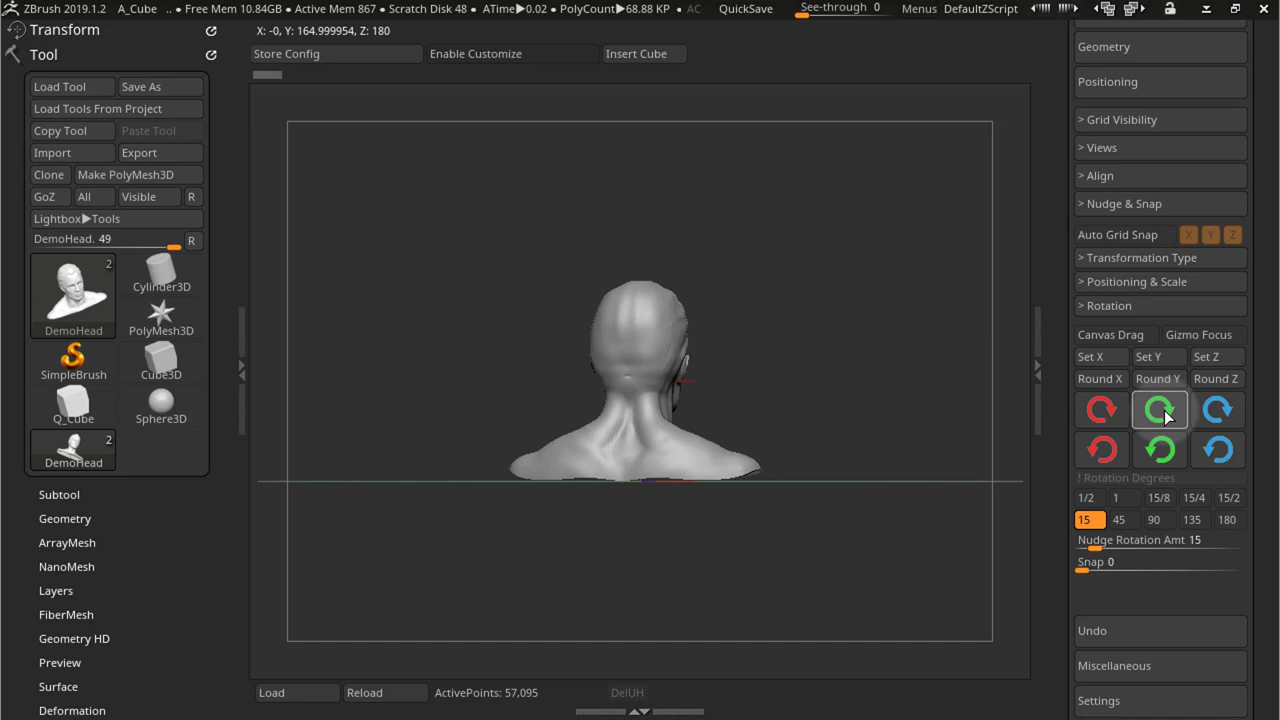 ZBrush 2019.1.2 A_Cube .. • Free Mem 10.84GB • Active Mem 867 • Scratch Disk 48 • ATime▶0.02 • PolyCount▶68.88 KP • AC QuickSave See-through 0 Menus DefaultZScript
Transform
Tool
Load Tool Save As
Load Tools From Project
Copy Tool Paste Tool
Import Export
Clone Make PolyMesh3D
GoZ All Visible R
Lightbox▶Tools
DemoHead. 49 R
2
DemoHead Cylinder3D
PolyMesh3D
SimpleBrush Cube3D
Q_Cube Sphere3D
2
DemoHead
Subtool
Geometry
ArrayMesh
NanoMesh
Layers
FiberMesh
Geometry HD
Preview
Surface
Deformation
X: -0, Y: 164.999954, Z: 180
Store Config Enable Customize Insert Cube
Load Reload ActivePoints: 57,095 DelUH
Geometry
Positioning
> Grid Visibility
> Views
> Align
> Nudge & Snap
Auto Grid Snap X Y Z
> Transformation Type
> Positioning & Scale
> Rotation
Canvas Drag Gizmo Focus
Set X Set Y Set Z
Round X Round Y Round Z
! Rotation Degrees
1/2 1 15/8 15/4 15/2
15 45 90 135 180
Nudge Rotation Amt 15
Snap 0
Undo
Miscellaneous
Settings